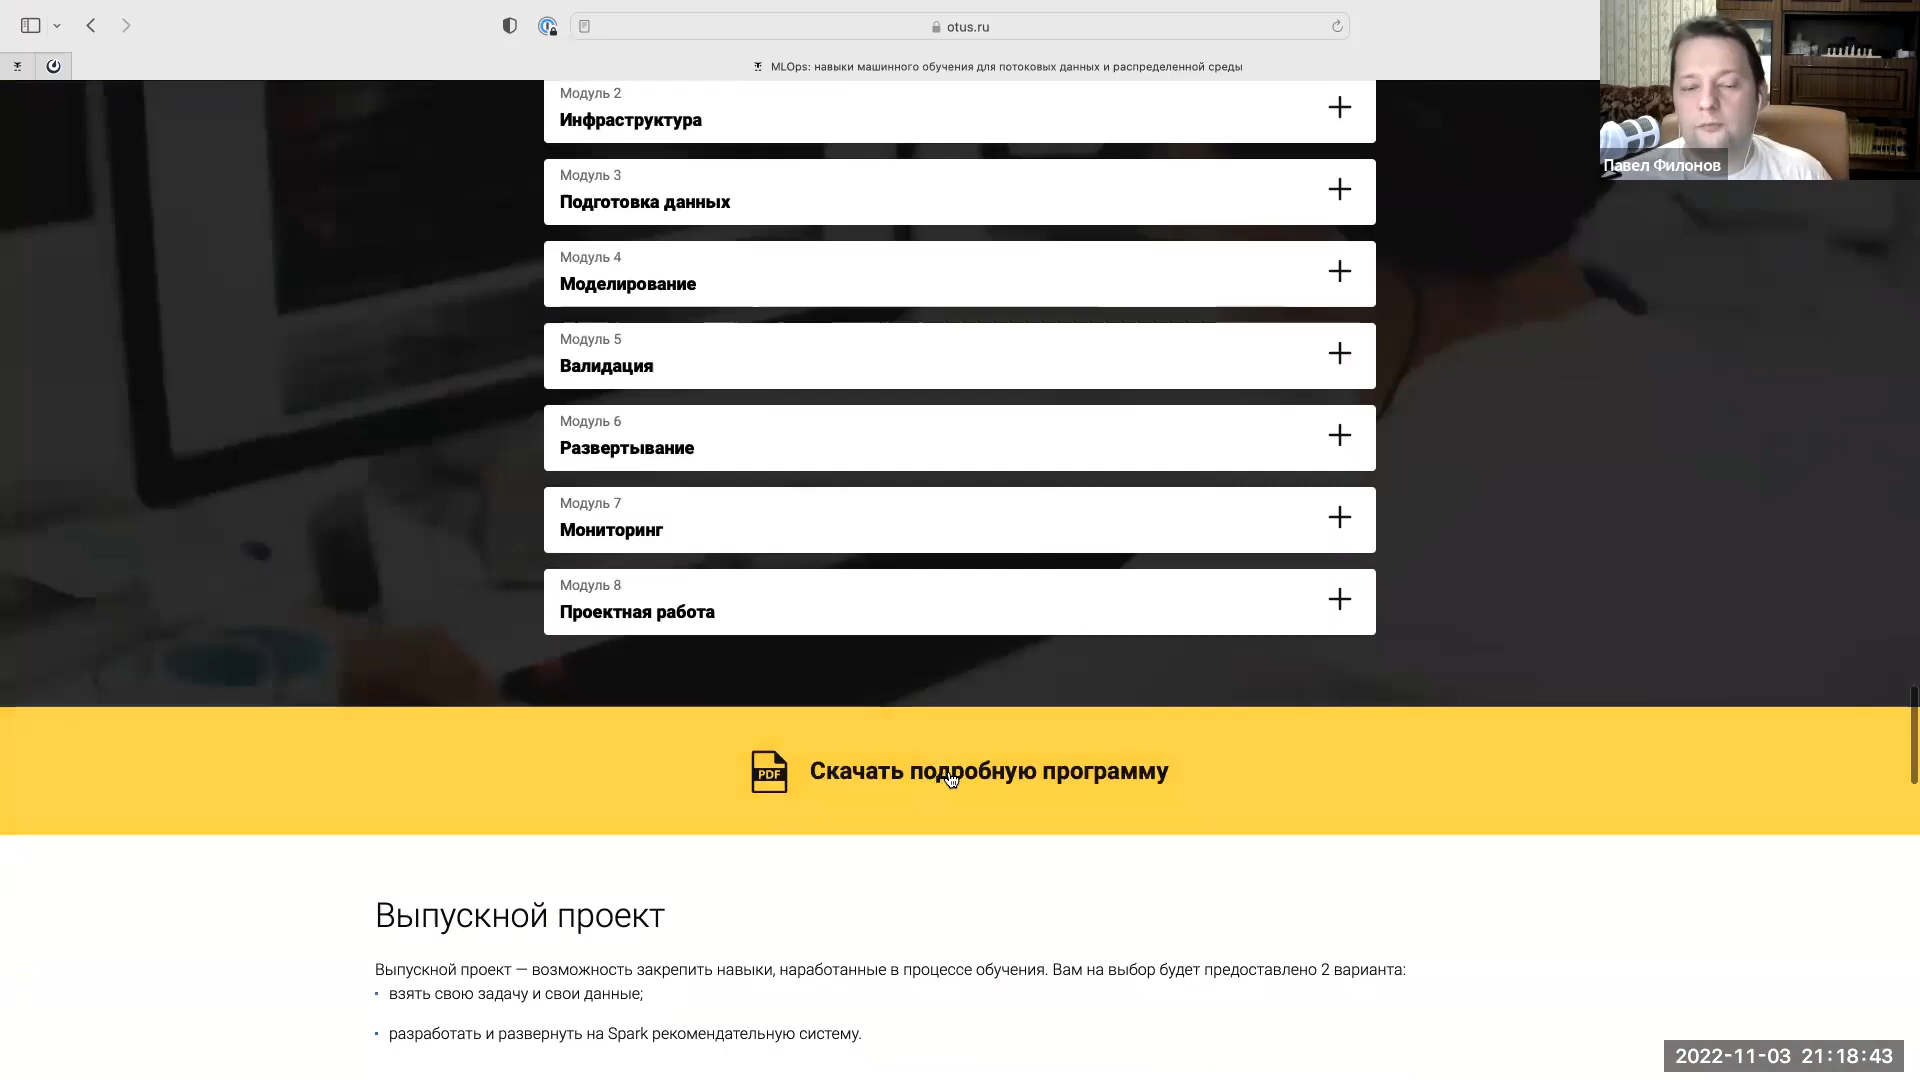 otus.ru
MLOps: навыки машинного обучения для потоковых данных и распределенной среды
Павел Филонов
Модуль 2
Инфраструктура
Модуль 3
Подготовка данных
Модуль 4
Моделирование
Модуль 5
Валидация
Модуль 6
Развертывание
Модуль 7
Мониторинг
Модуль 8
Проектная работа
PDF
Скачать подробную программу
Выпускной проект
Выпускной проект — возможность закрепить навыки, наработанные в процессе обучения. Вам на выбор будет предоставлено 2 варианта:
взять свою задачу и свои данные;
разработать и развернуть на Spark рекомендательную систему.
2022-11-03 21:18:43